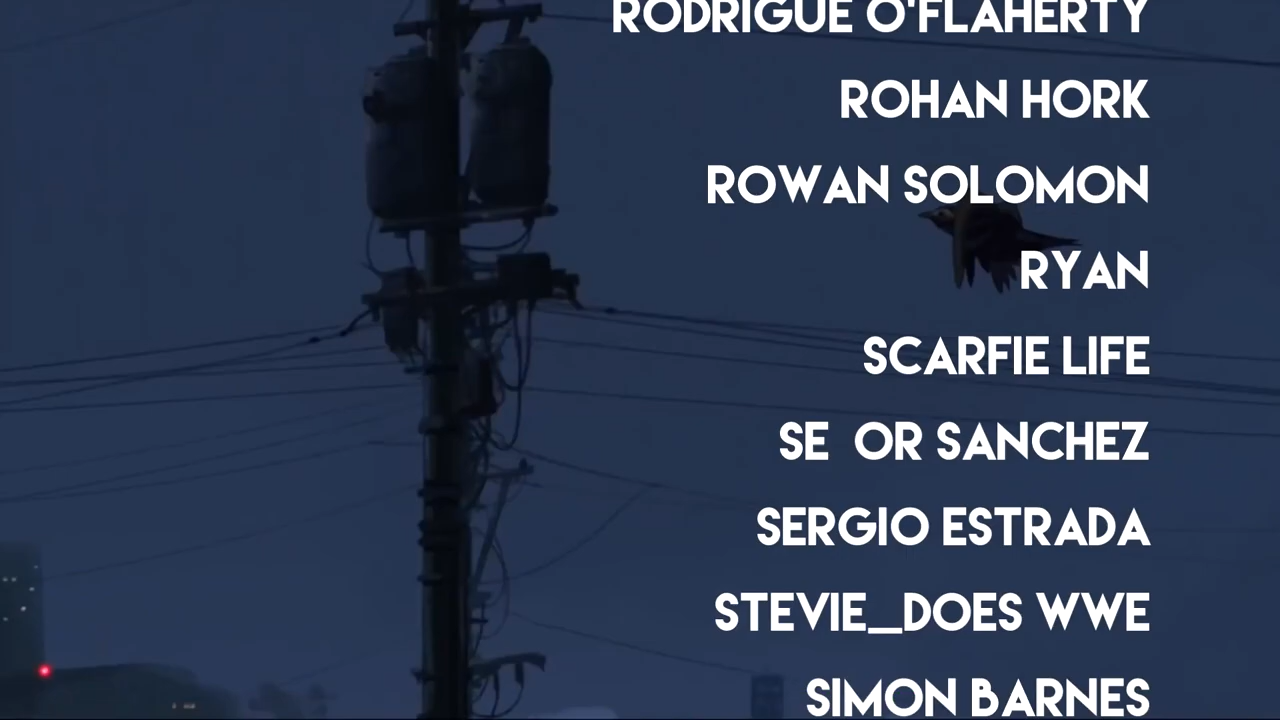 RODRIGUE O'FLAHERTY
ROHAN HORK
ROWAN SOLOMON
RYAN
SCARFIE LIFE
SE  OR SANCHEZ
SERGIO ESTRADA
STEVIE_DOES WWE
SIMON BARNES